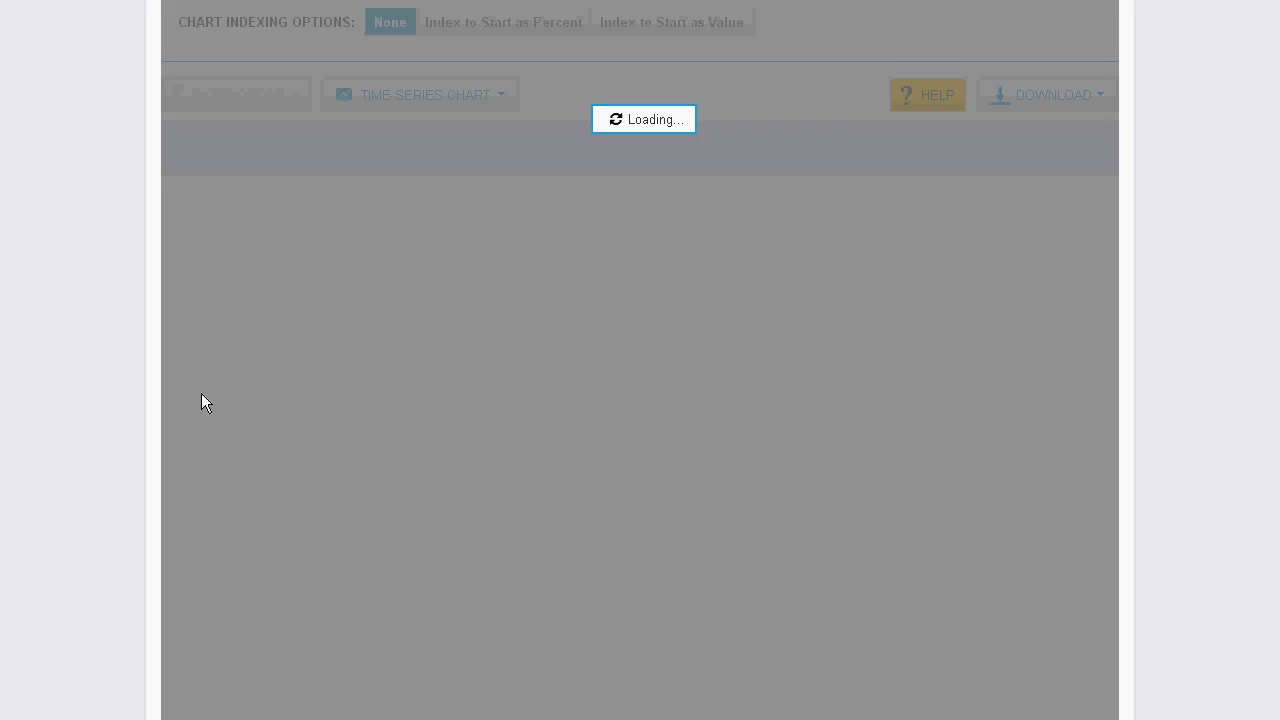 CHART INDEXING OPTIONS: None Index to Start as Percent Index to Start as Value
TIME SERIES CHART ? HELP DOWNLOAD
Loading...